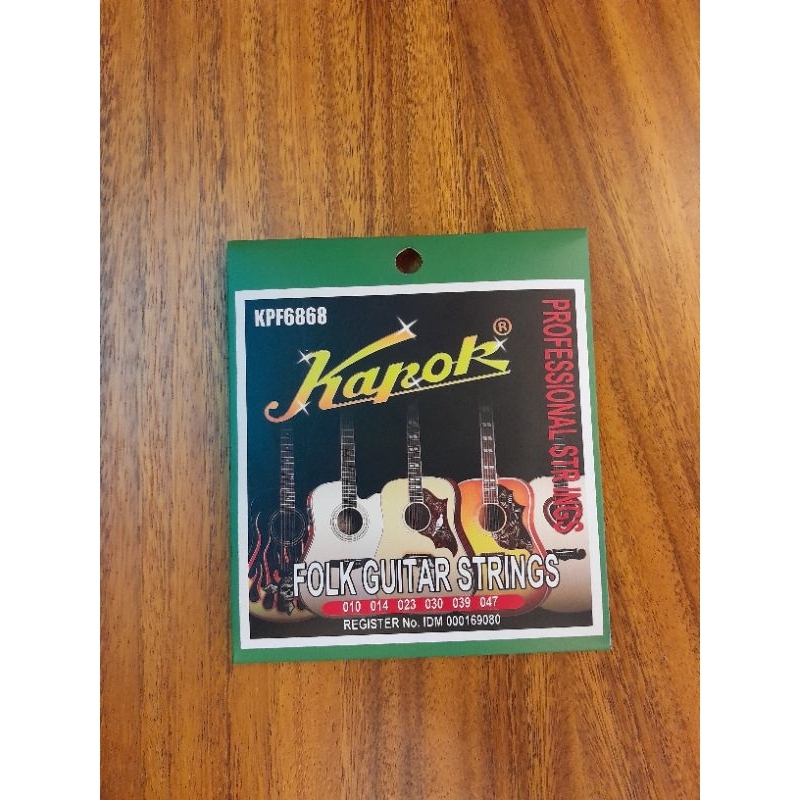 KPF6868
Kapok®
PROFESSIONAL STRINGS
FOLK GUITAR STRINGS
010 014 023 030 039 047
REGISTER No. IDM 000169080